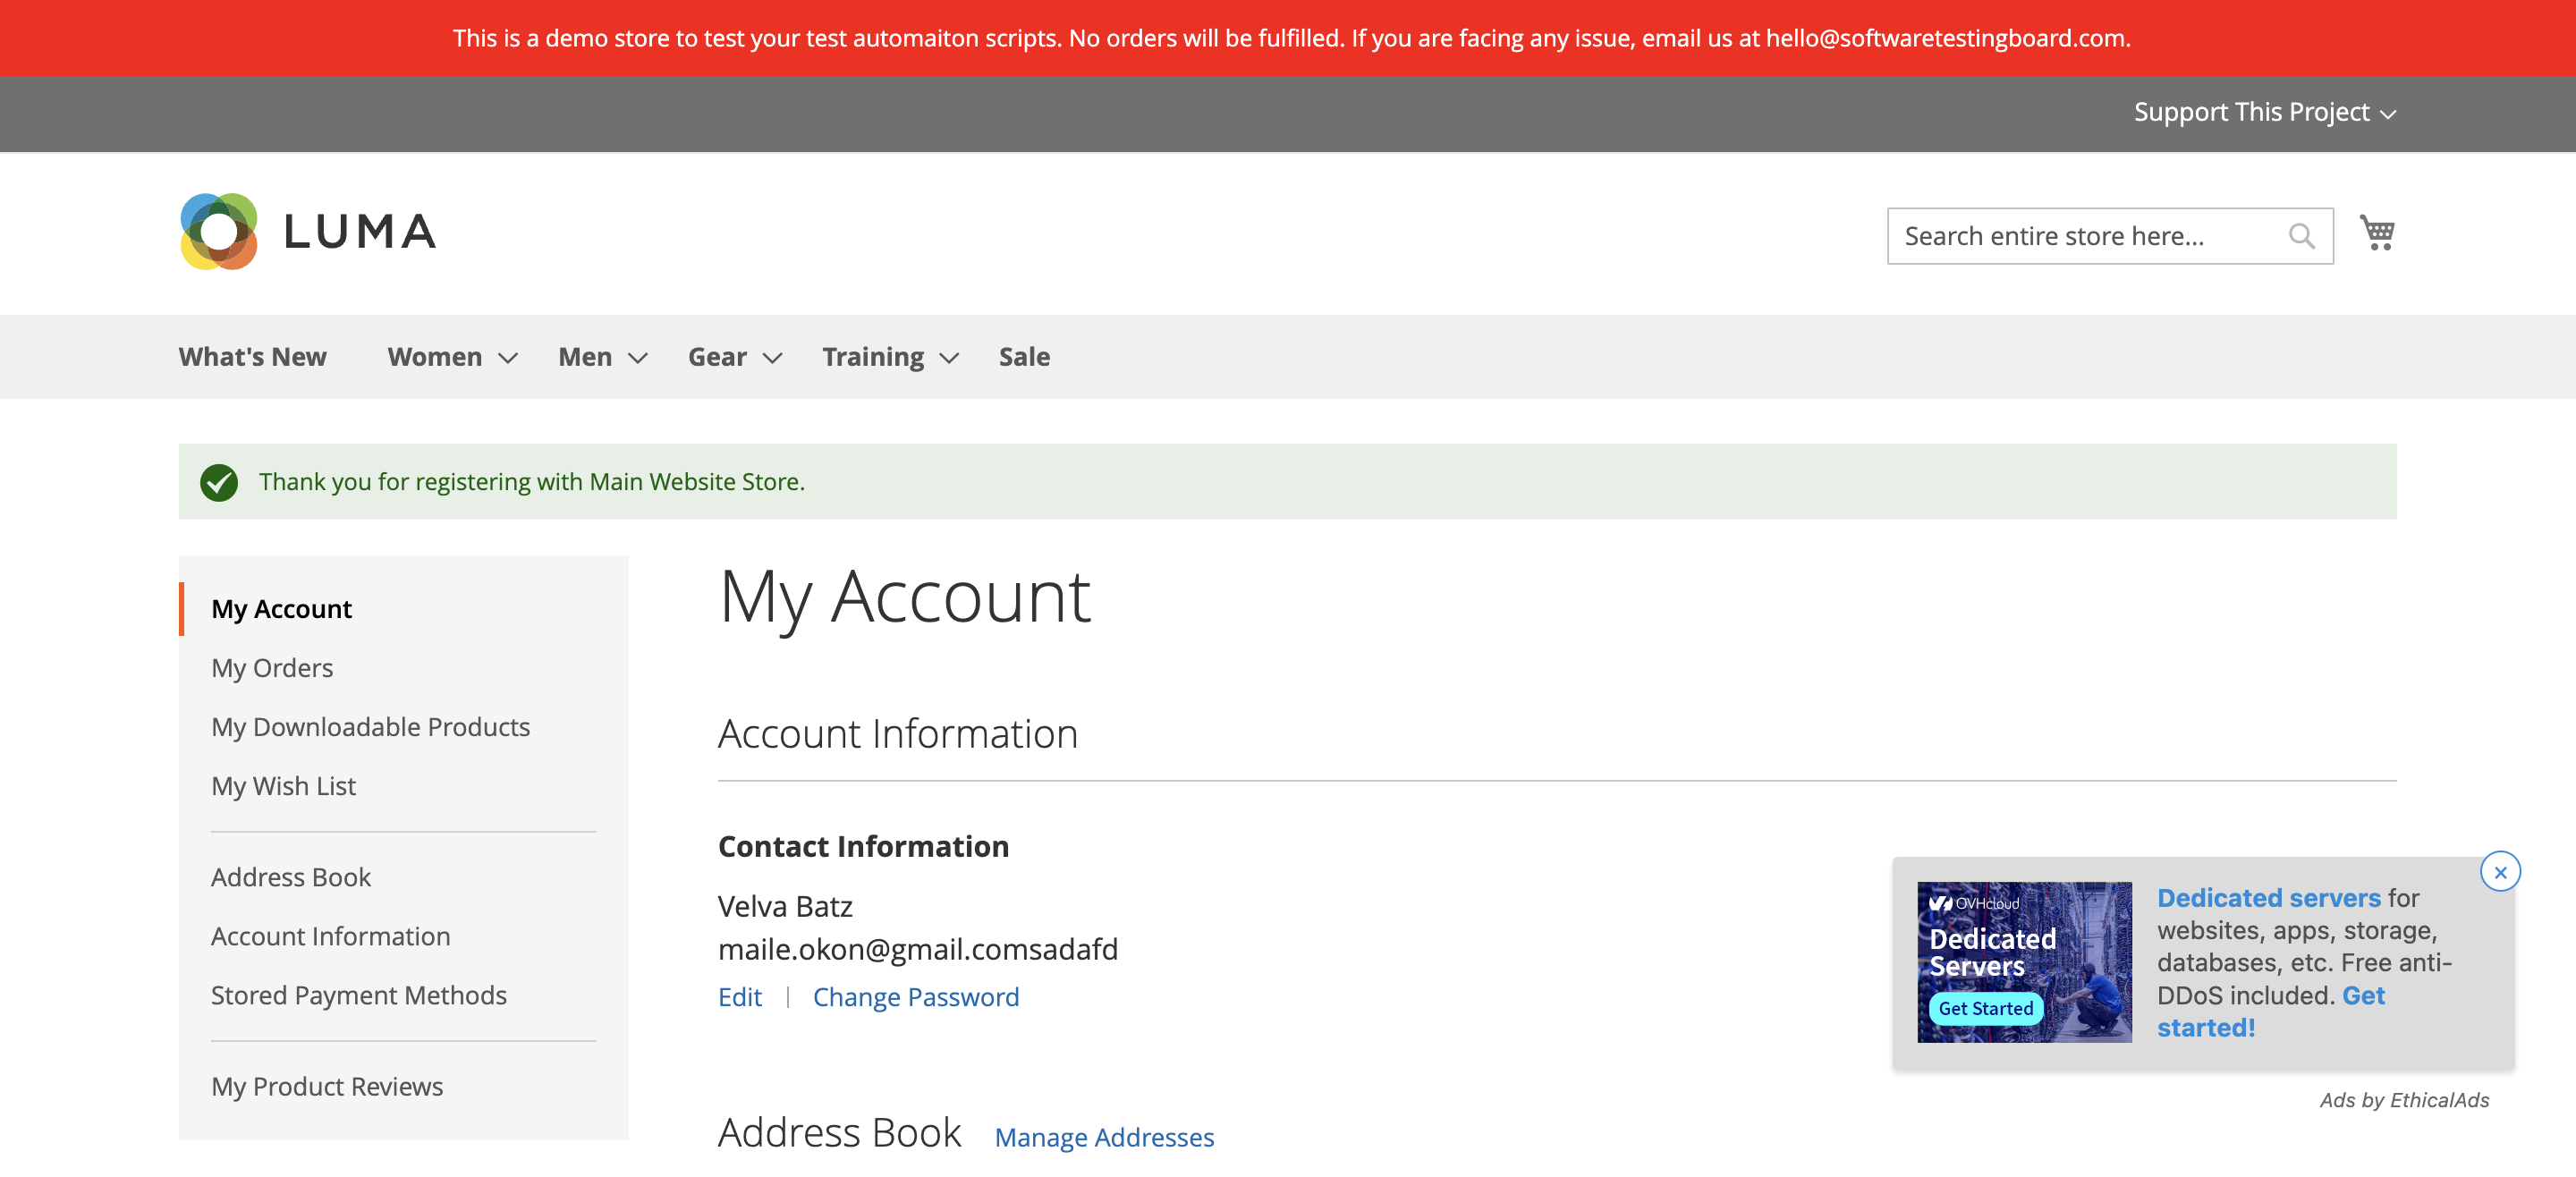 This is a demo store to test your test automaiton scripts. No orders will be fulfilled. If you are facing any issue, email us at hello@softwaretestingboard.com.
Support This Project
LUMA
Search entire store here...
What's New Women Men Gear Training Sale
Thank you for registering with Main Website Store.
My Account
My Orders
My Downloadable Products
My Wish List
Address Book
Account Information
Stored Payment Methods
My Product Reviews
My Account
Account Information
Contact Information
Velva Batz
maile.okon@gmail.comsadafd
Edit | Change Password
Address Book Manage Addresses
OVHcloud
Dedicated
Servers
Get Started
Dedicated servers for
websites, apps, storage,
databases, etc. Free anti-
DDoS included. Get
started!
Ads by EthicalAds